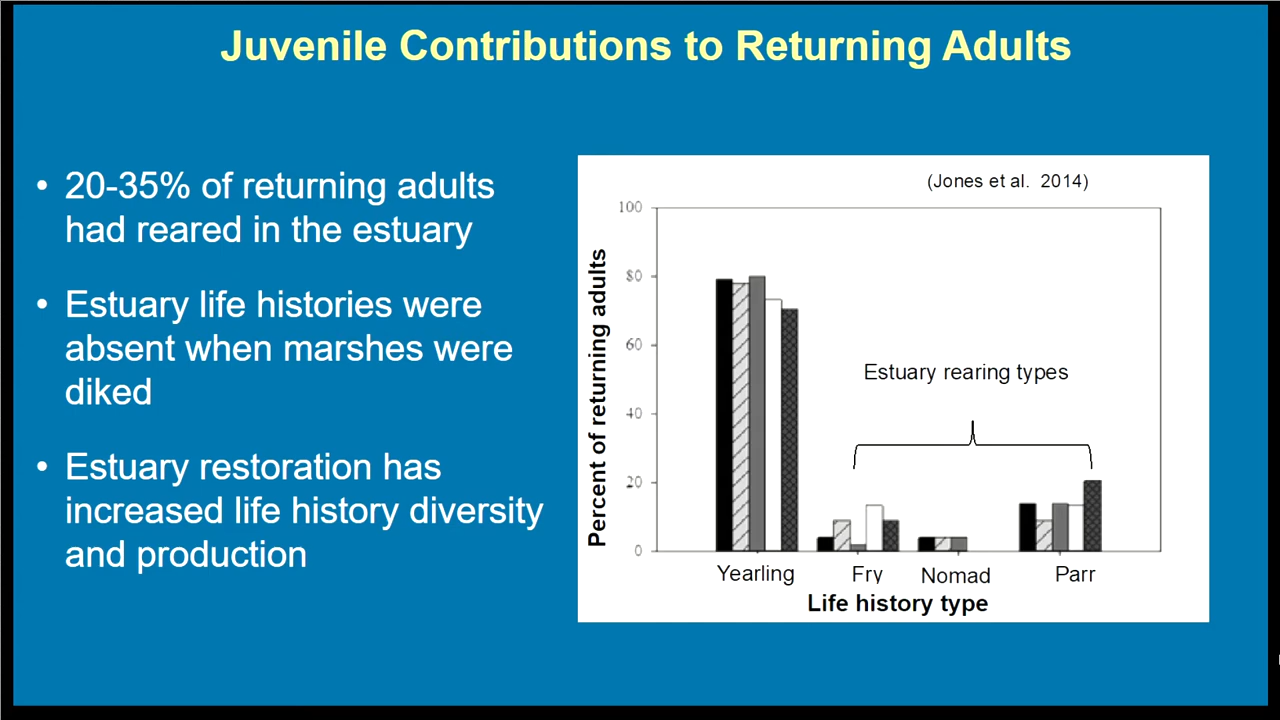 Juvenile Contributions to Returning Adults
• 20-35% of returning adults
had reared in the estuary
• Estuary life histories were
absent when marshes were
diked
• Estuary restoration has
increased life history diversity
and production
(Jones et al. 2014)
100
80
60
40
20
0
Percent of returning adults
Estuary rearing types
Yearling Fry Nomad Parr
Life history type